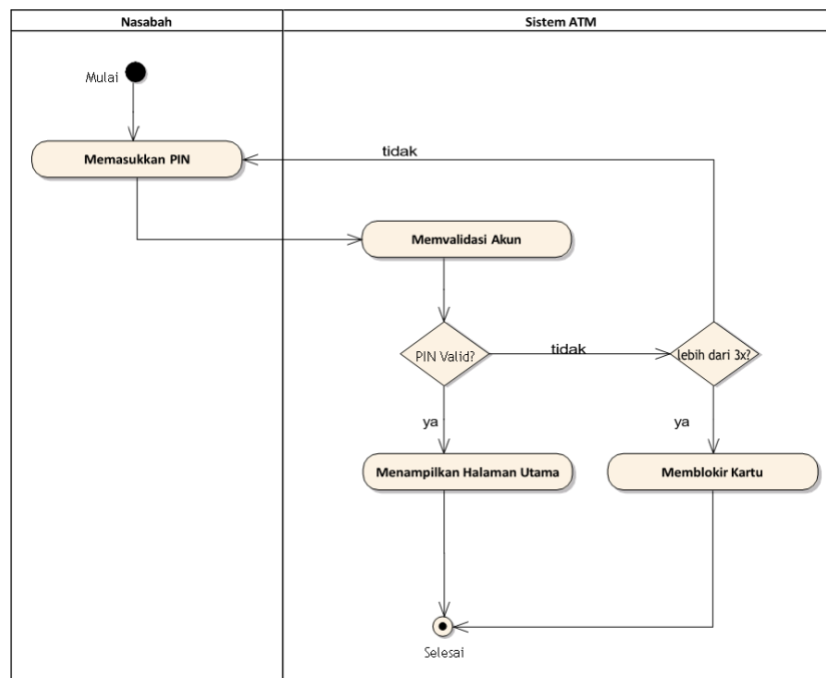 Nasabah
Sistem ATM
Mulai
Memasukkan PIN
tidak
Memvalidasi Akun
PIN Valid?
tidak
lebih dari 3x?
ya
ya
Menampilkan Halaman Utama
Memblokir Kartu
Selesai